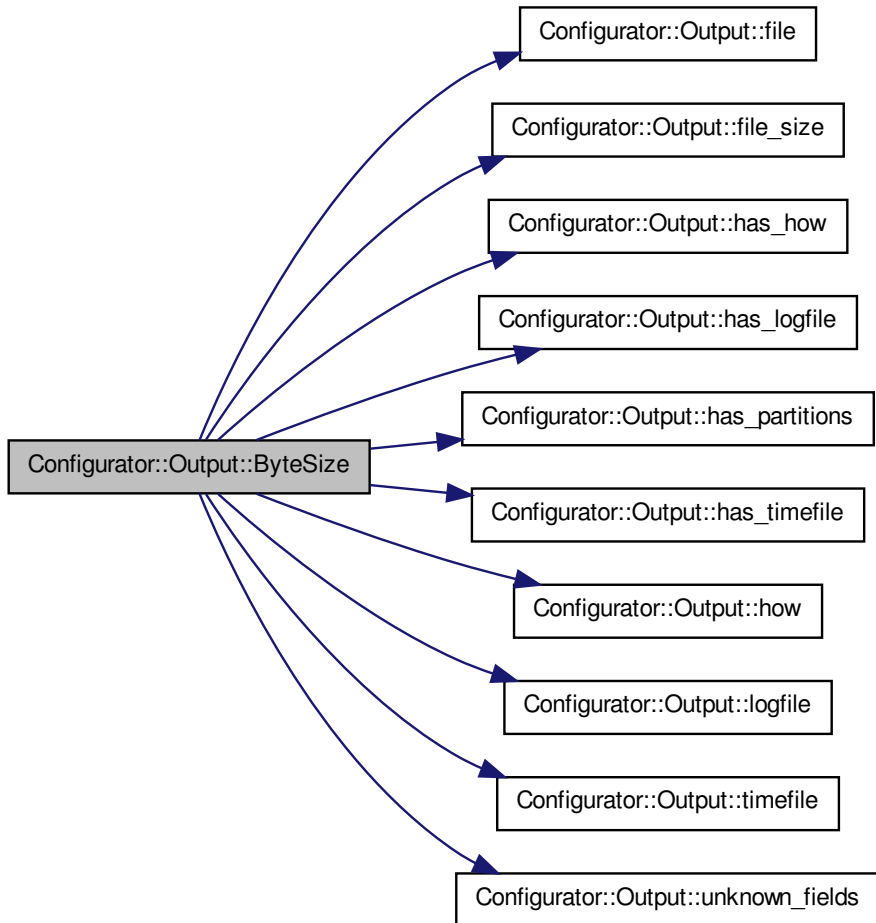 Configurator::Output::file
Configurator::Output::file_size
Configurator::Output::has_how
Configurator::Output::has_logfile
Configurator::Output::has_partitions
Configurator::Output::ByteSize
Configurator::Output::has_timefile
Configurator::Output::how
Configurator::Output::logfile
Configurator::Output::timefile
Configurator::Output::unknown_fields